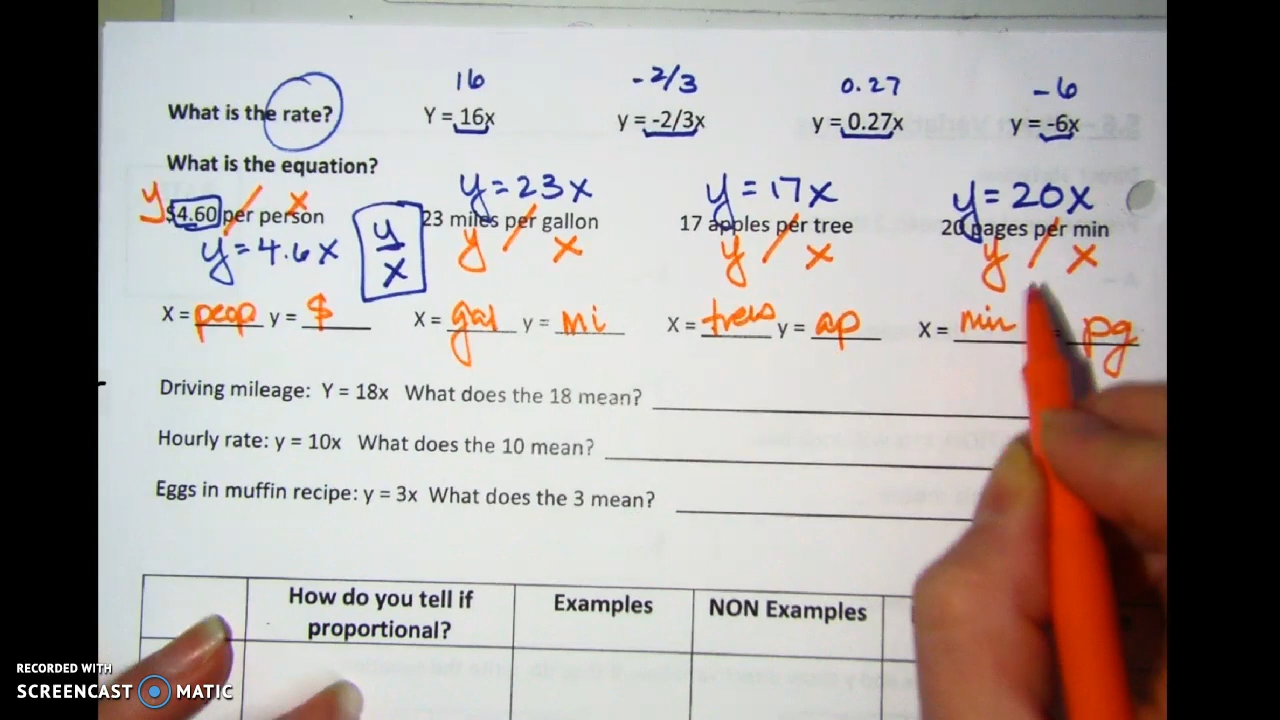 16 -2/3 0.27 -6
What is the rate? Y = 16x y = -2/3x y = 0.27x y = -6x
What is the equation?
y=23x y=17x y=20x
y / x
$4.60 per person 23 miles per gallon 17 apples per tree 20 pages per min
y=4.6x y/x y / x y / x y / x
X = peop y = $ X = gal y = mi X = trees y = ap X = min = pg
Driving mileage: Y = 18x What does the 18 mean?
Hourly rate: y = 10x What does the 10 mean?
Eggs in muffin recipe: y = 3x What does the 3 mean?
How do you tell if Examples NON Examples
proportional?
RECORDED WITH
SCREENCAST MATIC